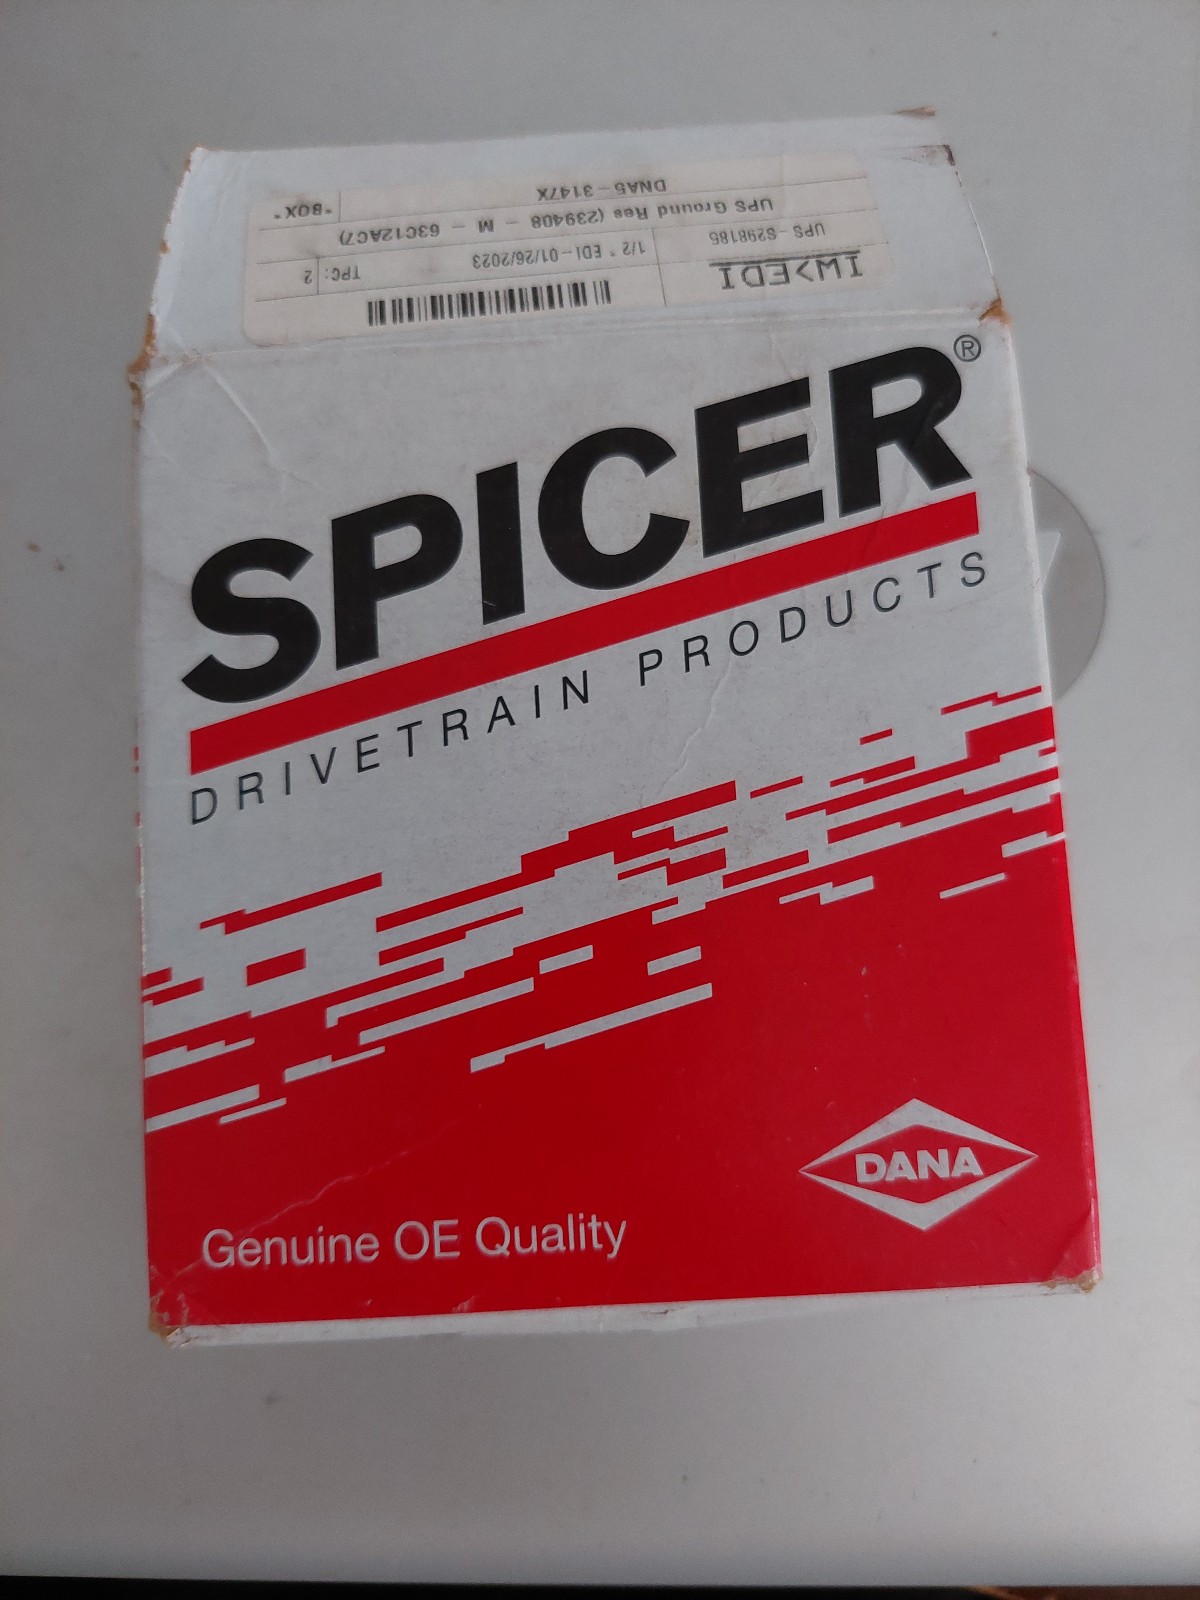 IW>EDI
UPS - S298185
1/2 * EDI-01/26/2023
TPC: 2
UPS Ground Res (239408 - M - 63C12AC7)
DNA5-3147X
*BOX*
SPICER®
DRIVETRAIN PRODUCTS
DANA
Genuine OE Quality